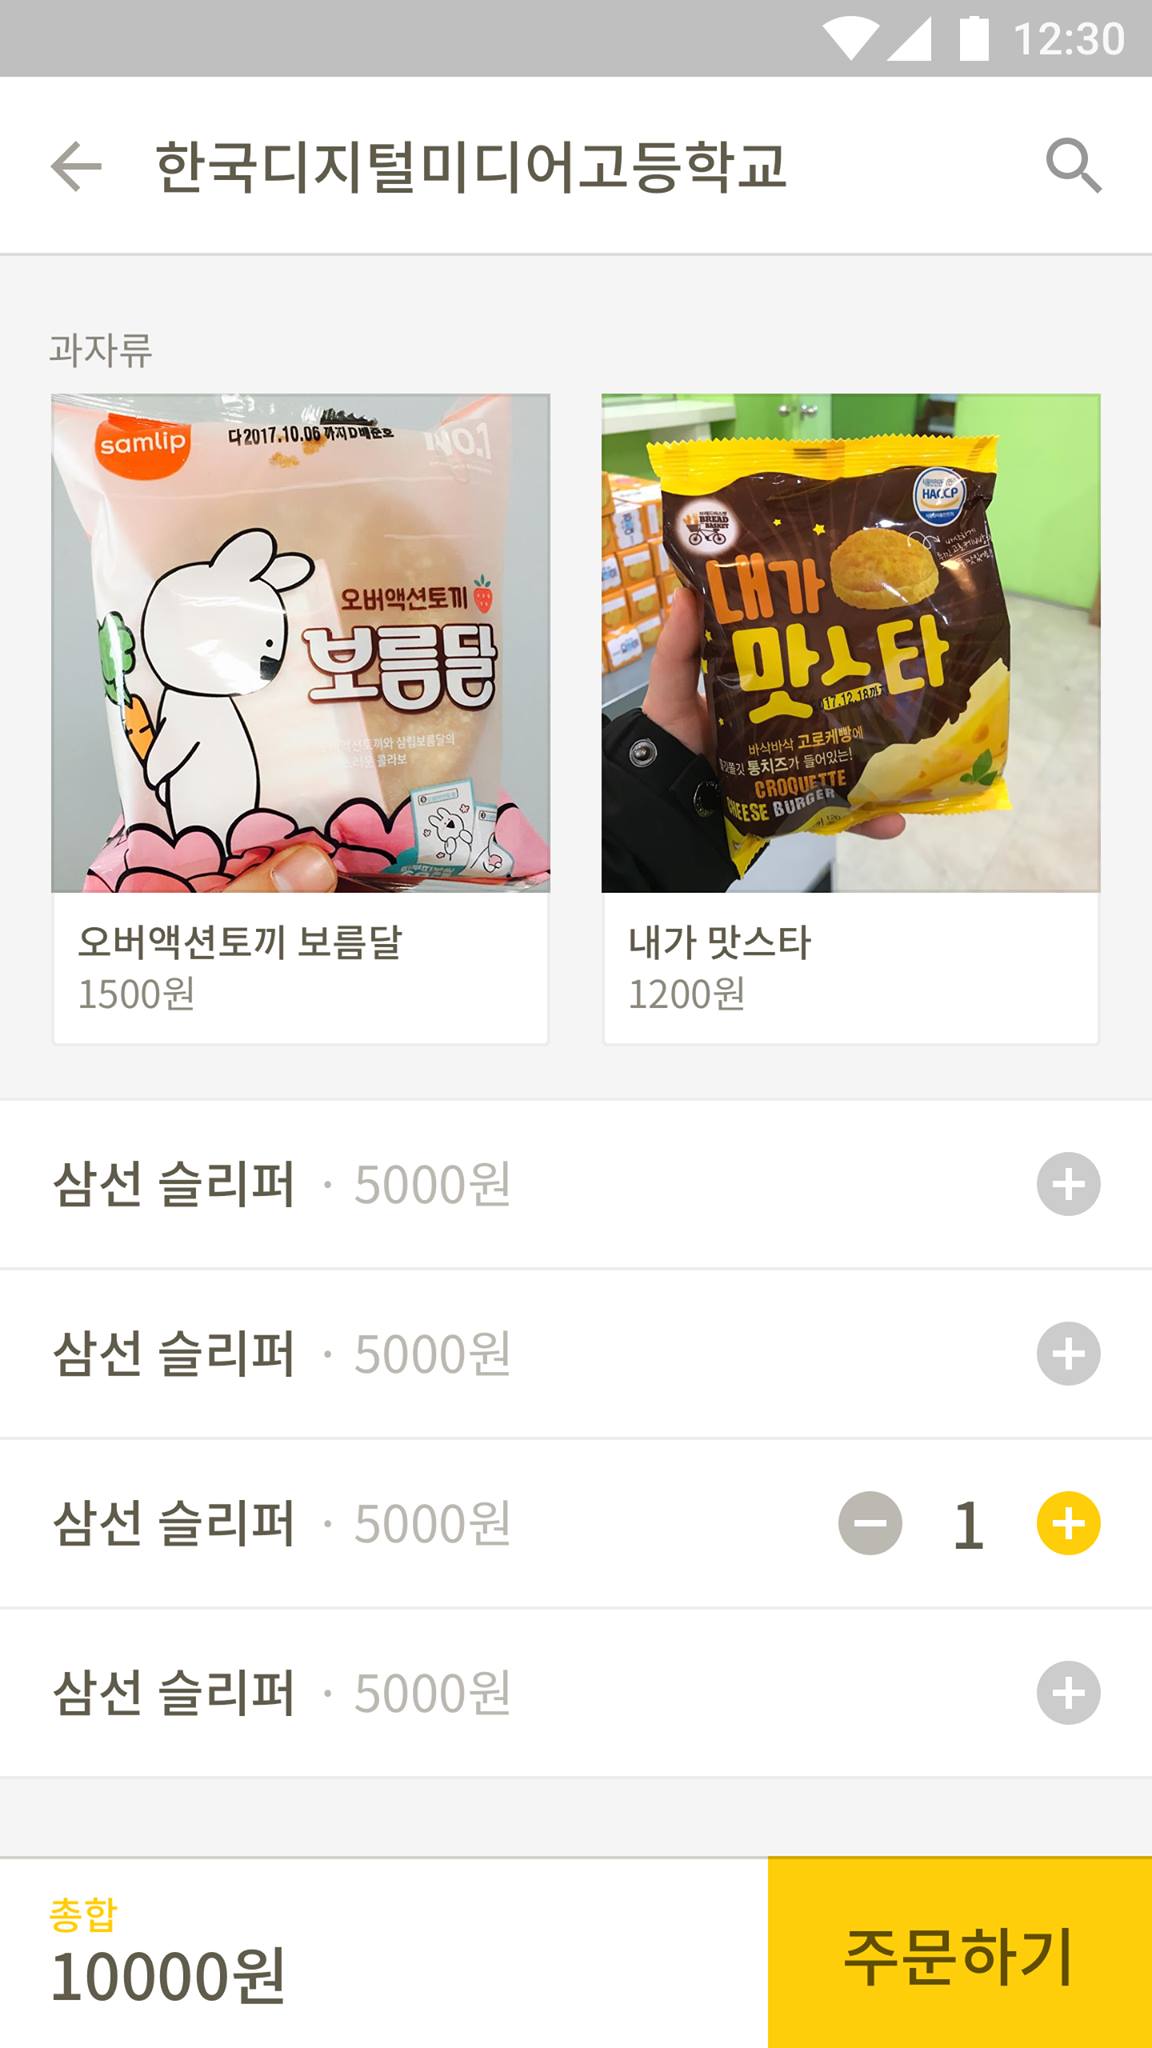 12:30
한국디지털미디어고등학교
과자류
samlip
다2017.10.06 까지D배준호
NO.1
오버액션토끼
보름달
HACCP
BREAD
BASKET
내가
맛스타
17.12.18까지
바삭바삭 고로케빵에
통치즈가 들어있는!
CROQUETTE
CHEESE BURGER
오버액션토끼 보름달
1500원
내가 맛스타
1200원
삼선 슬리퍼 · 5000원
삼선 슬리퍼 · 5000원
삼선 슬리퍼 · 5000원
1
삼선 슬리퍼 · 5000원
총합
10000원
주문하기